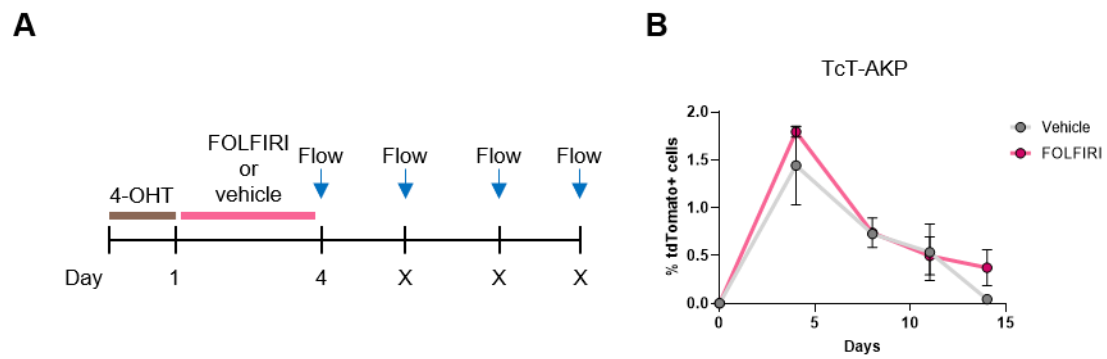 A
FOLFIRI
or
vehicle
4-OHT
Flow
Flow
Flow
Flow
Day
1
4
X
X
X
B
TcT-AKP
% tdTomato+ cells
2.0
1.5
1.0
0.5
0.0
0
5
10
15
Days
Vehicle
FOLFIRI